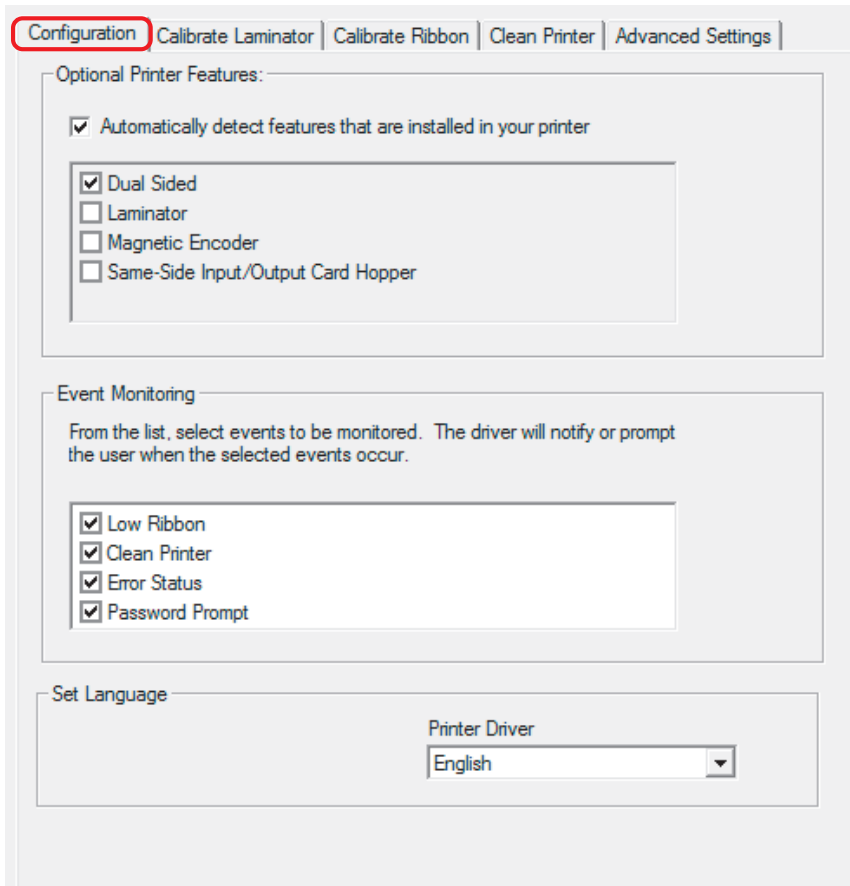 Configuration Calibrate Laminator Calibrate Ribbon Clean Printer Advanced Settings
Optional Printer Features:
Automatically detect features that are installed in your printer
Dual Sided
Laminator
Magnetic Encoder
Same-Side Input/Output Card Hopper
Event Monitoring
From the list, select events to be monitored. The driver will notify or prompt
the user when the selected events occur.
Low Ribbon
Clean Printer
Error Status
Password Prompt
Set Language
Printer Driver
English